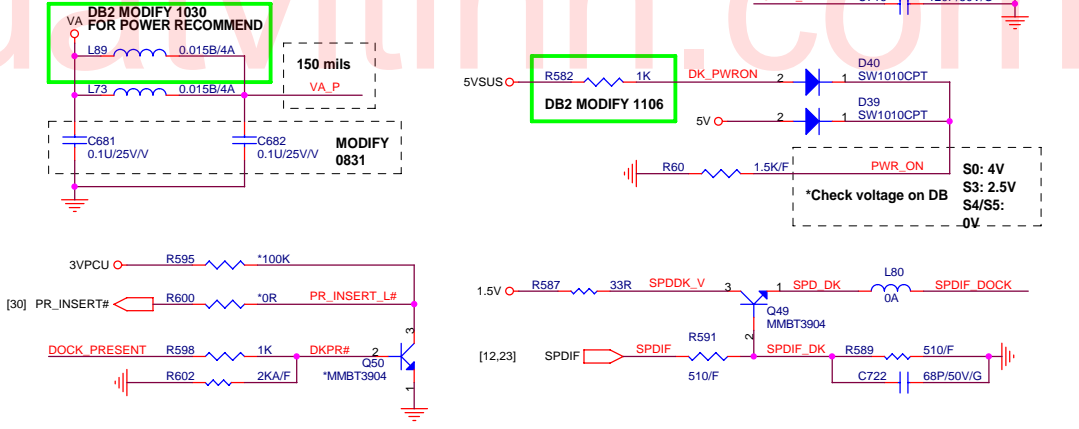 DB2 MODIFY 1030
VA FOR POWER RECOMMEND
L89 0.015B/4A
150 mils
L73 0.015B/4A VA_P
C681
0.1U/25V/V
C682
0.1U/25V/V
MODIFY
0831
5VSUS R582 1K DK_PWRON 2 1 D40
SW1010CPT
DB2 MODIFY 1106
5V 2 1 D39
SW1010CPT
R60 1.5K/F PWR_ON
*Check voltage on DB
S0: 4V
S3: 2.5V
S4/S5:
0V
3VPCU R595 *100K
[30] PR_INSERT# R600 *0R PR_INSERT_L#
3
DOCK_PRESENT R598 1K DKPR# 2
Q50
*MMBT3904
R602 2KA/F
1
1.5V R587 33R SPDDK_V 3 1 SPD_DK L80
0A
SPDIF_DOCK
Q49
MMBT3904
2
[12,23] SPDIF SPDIF R591
510/F
SPDIF_DK R589 510/F
C722 68P/50V/G